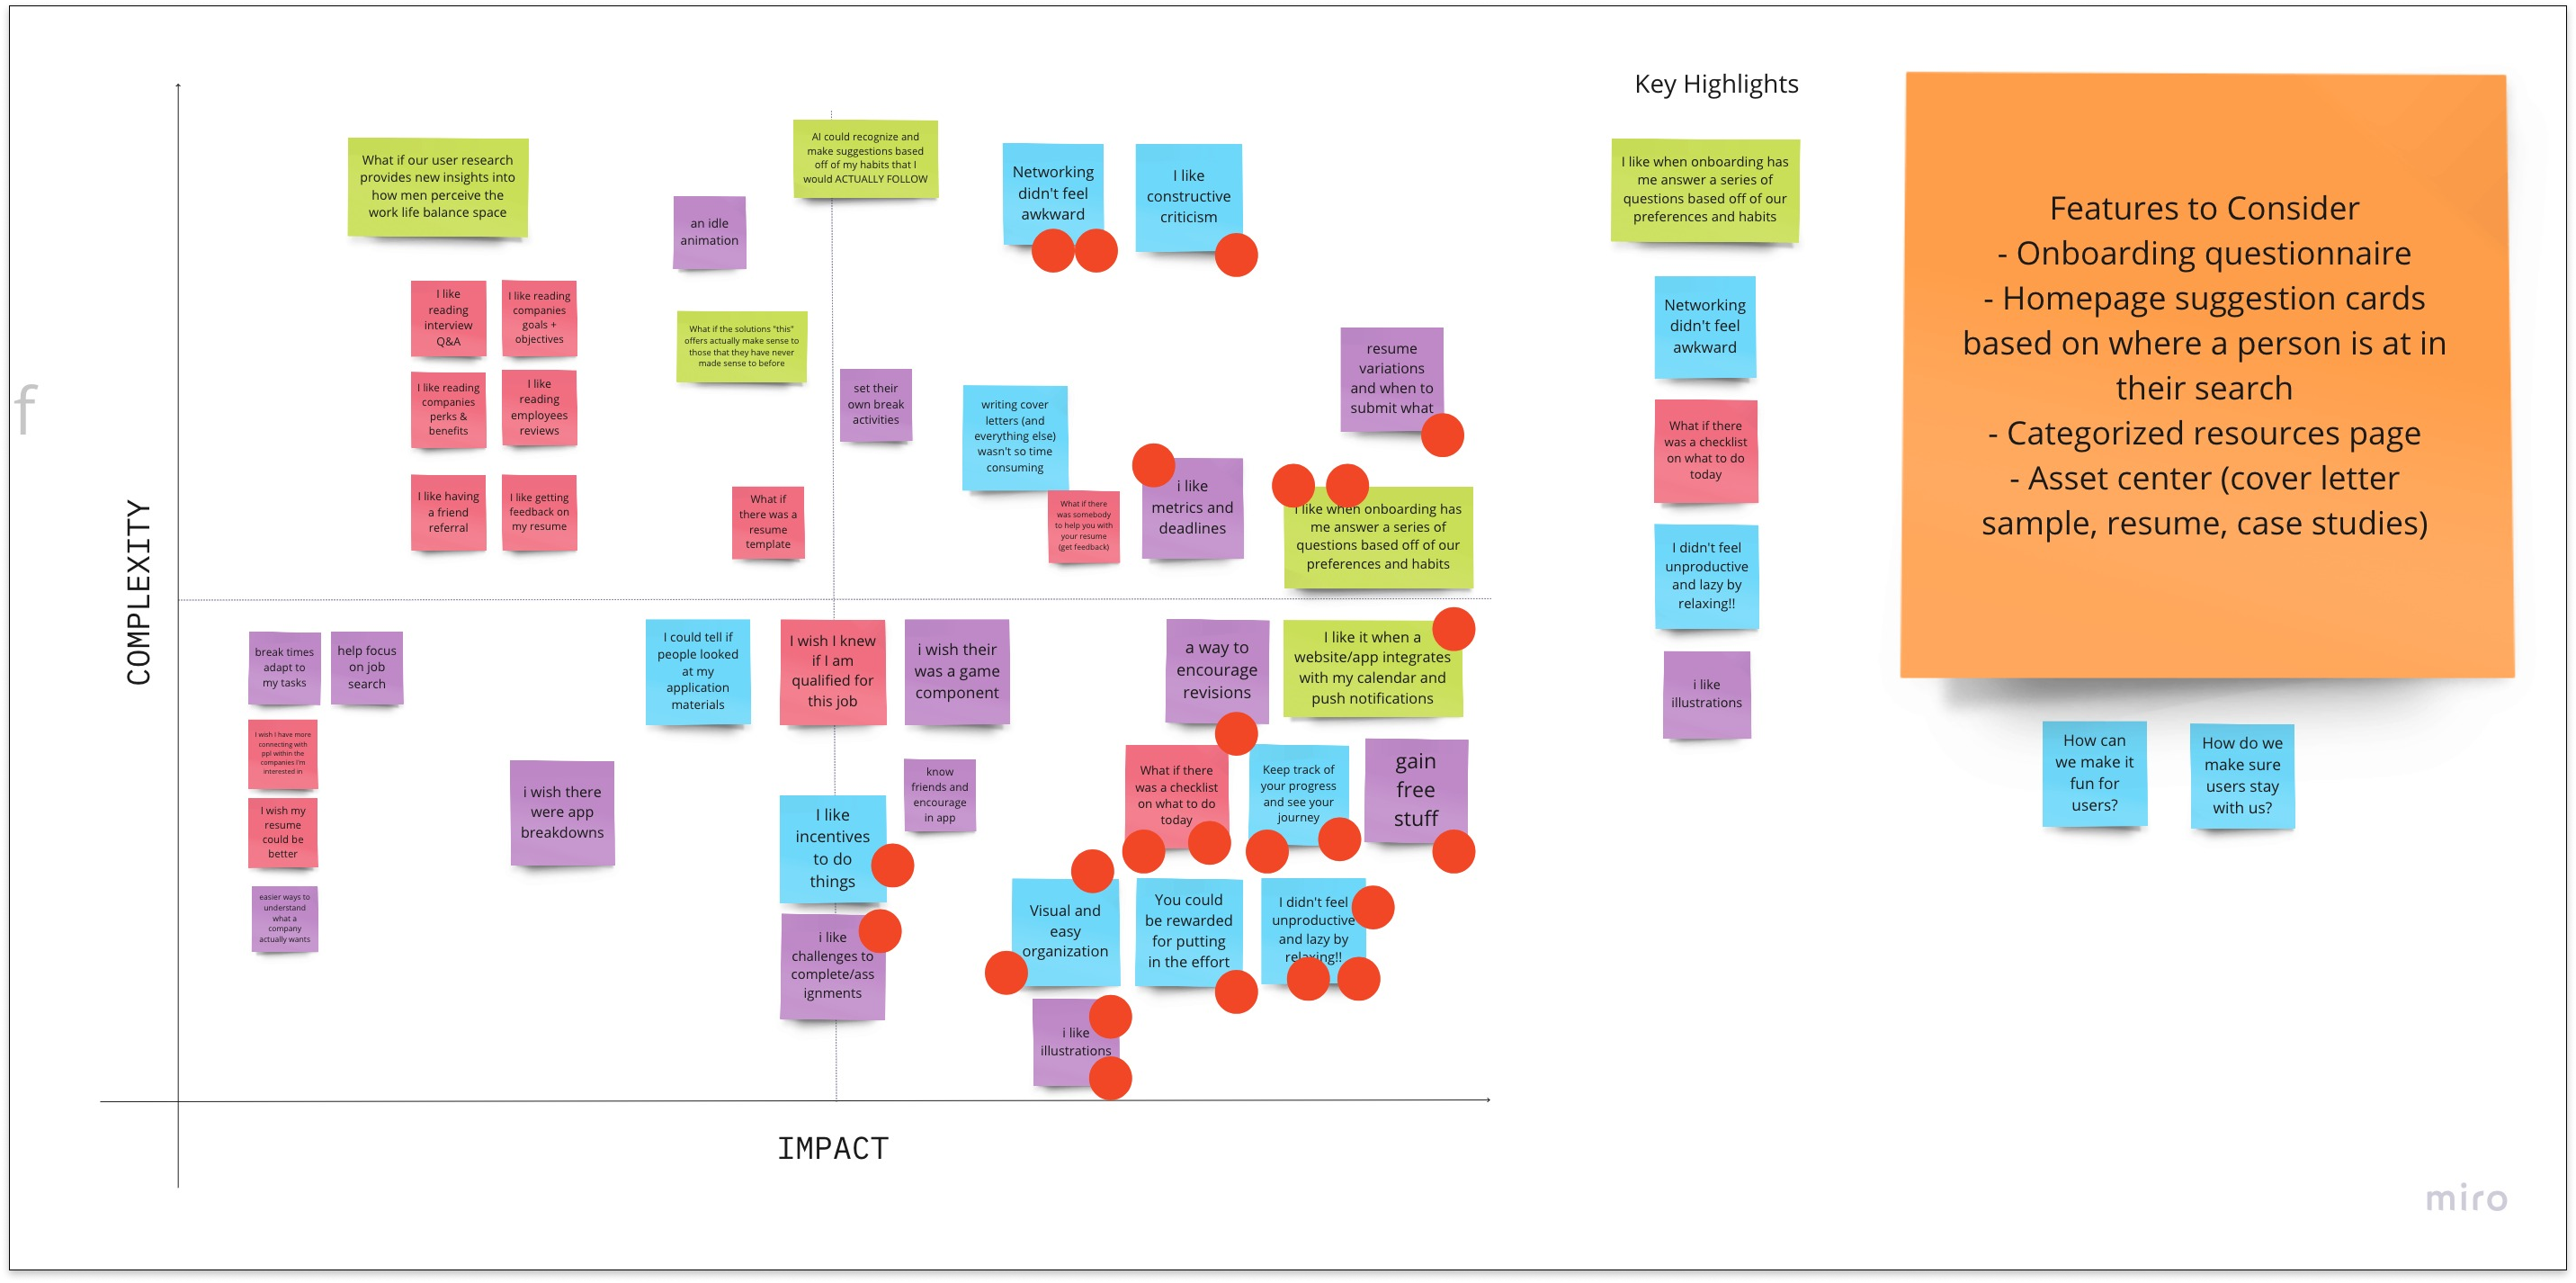 Key Highlights
What if our user research
provides new insights into
how men perceive the
work life balance space
AI could recognize and
make suggestions based
off of my habits that I
would ACTUALLY FOLLOW
an idle
animation
Networking
didn't feel
awkward
I like
constructive
criticism
I like
reading
interview
Q&A
I like reading
companies
goals +
objectives
What if the solutions "this"
offers actually make sense to
those that they have never
made sense to before
I like reading
companies
perks &
benefits
I like
reading
employees
reviews
set their
own break
activities
writing cover
letters (and
everything else)
wasn't so time
consuming
resume
variations
and when to
submit what
I like having
a friend
referral
I like getting
feedback on
my resume
What if
there was a
resume
template
What if there
was somebody
to help you with
your resume
(get feedback)
i like
metrics and
deadlines
I like when onboarding has
me answer a series of
questions based off of our
preferences and habits
f
COMPLEXITY
break times
adapt to
my tasks
help focus
on job
search
I could tell if
people looked
at my
application
materials
I wish I knew
if I am
qualified for
this job
i wish their
was a game
component
a way to
encourage
revisions
I like it when a
website/app integrates
with my calendar and
push notifications
I wish I have more
connecting with
ppl within the
companies I'm
interested in
I wish my
resume
could be
better
easier ways to
understand
what a
company
actually wants
i wish there
were app
breakdowns
I like
incentives
to do
things
know
friends and
encourage
in app
What if there
was a checklist
on what to do
today
Keep track of
your progress
and see your
journey
gain
free
stuff
i like
challenges to
complete/ass
ignments
Visual and
easy
organization
You could
be rewarded
for putting
in the effort
I didn't feel
unproductive
and lazy by
relaxing!!
i like
illustrations
IMPACT
I like when onboarding has
me answer a series of
questions based off of our
preferences and habits
Networking
didn't feel
awkward
What if there
was a checklist
on what to do
today
I didn't feel
unproductive
and lazy by
relaxing!!
i like
illustrations
Features to Consider
- Onboarding questionnaire
- Homepage suggestion cards
based on where a person is at in
their search
- Categorized resources page
- Asset center (cover letter
sample, resume, case studies)
How can
we make it
fun for
users?
How do we
make sure
users stay
with us?
miro